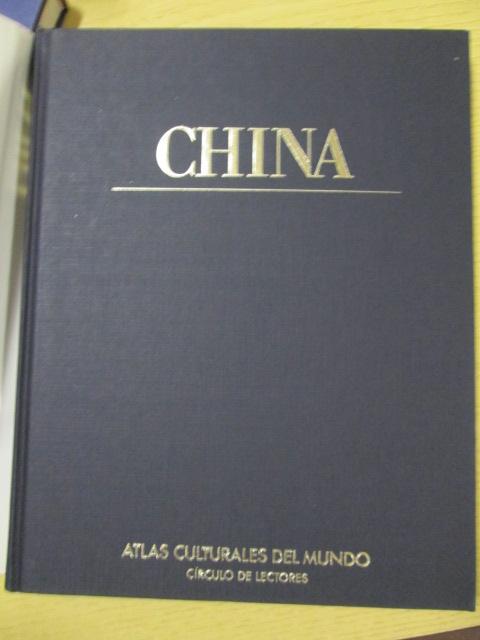 CHINA
ATLAS CULTURALES DEL MUNDO
CÍRCULO DE LECTORES